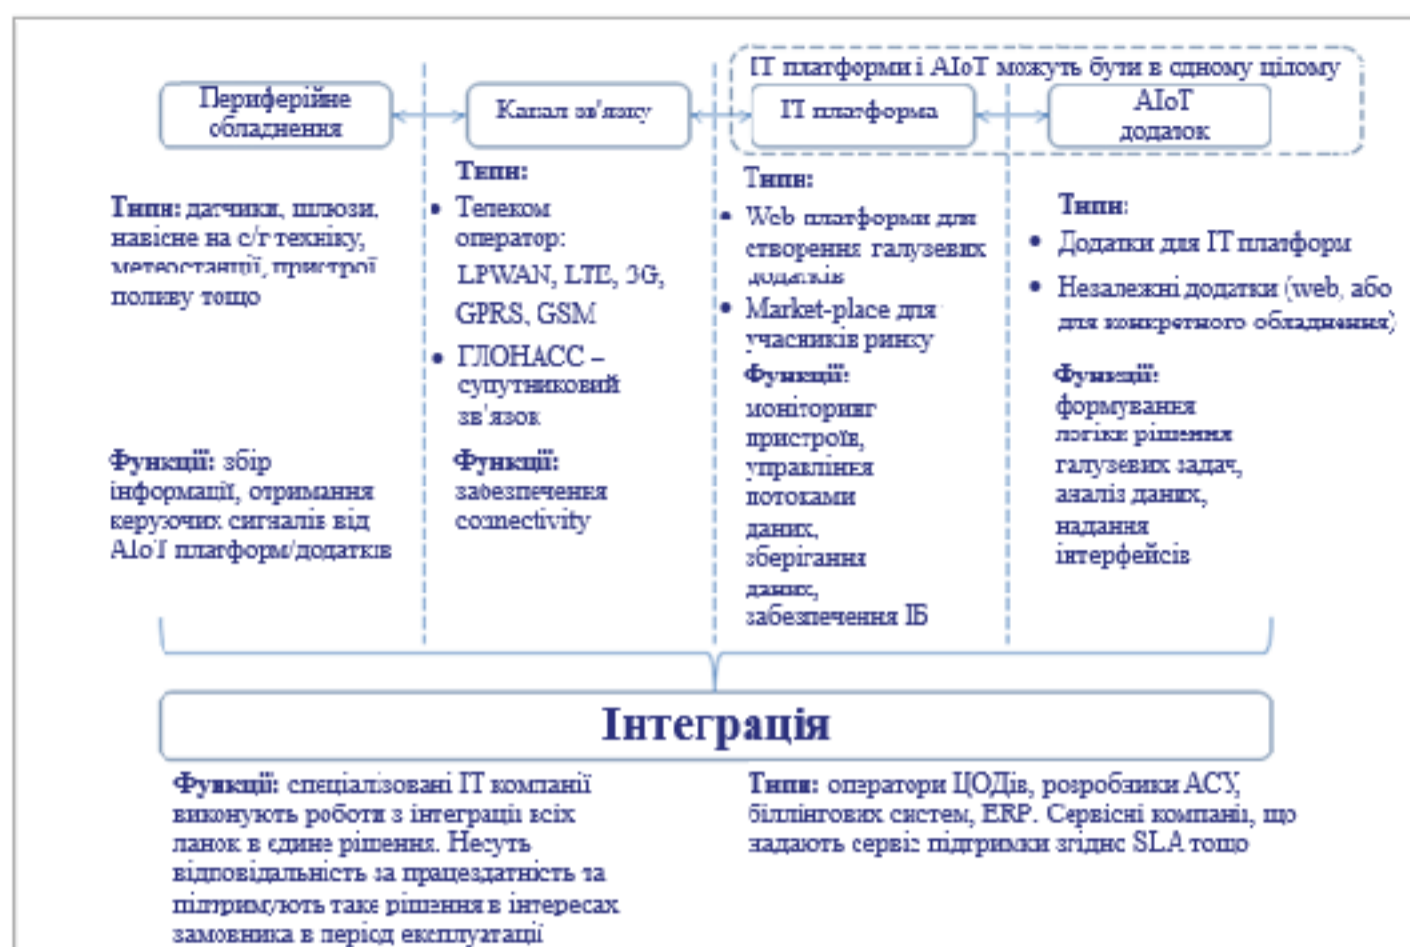 ІТ платформи і AIoT можуть бути в одному цілому
Периферійне
обладнення
Канал зв'язку
ІТ платформа
AIoT
додаток
Типи: датчики, шлюзи,
навісне на с/г техніку,
метеостанції, пристрої
поливу тощо
Функції: збір
інформації, отримання
керуючих сигналів від
AIoT платформ/додатків
Типи:
• Телеком
оператор:
LPWAN, LTE, 3G,
GPRS, GSM
• ГЛОНАСС –
супутниковий
зв'язок
Функції:
забезпечення
connectivity
Типи:
• Web платформи для
створення галузевих
додатків
• Market-place для
учасників ринку
Функції:
моніторинг
пристроїв,
управління
потоками
даних,
зберігання
даних,
забезпечення ІБ
Типи:
• Додатки для ІТ платформ
• Незалежні додатки (web, або
для конкретного обладнення)
Функції:
формування
логіки рішення
галузевих задач,
аналіз даних,
надання
інтерфейсів
Інтеграція
Функції: спеціалізовані ІТ компанії
виконують роботи з інтеграції всіх
ланок в єдине рішення. Несуть
відповідальність за працездатність та
підтримують таке рішення в інтересах
замовника в період експлуатації
Типи: оператори ЦОДів, розробники АСУ,
біллінгових систем, ERP. Сервісні компанії, що
надають сервіс підтримки згідно SLA тощо